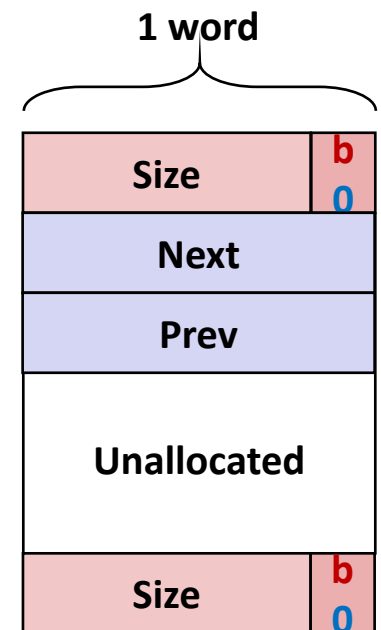 1 word
Size b
0
Next
Prev
Unallocated
Size b
0